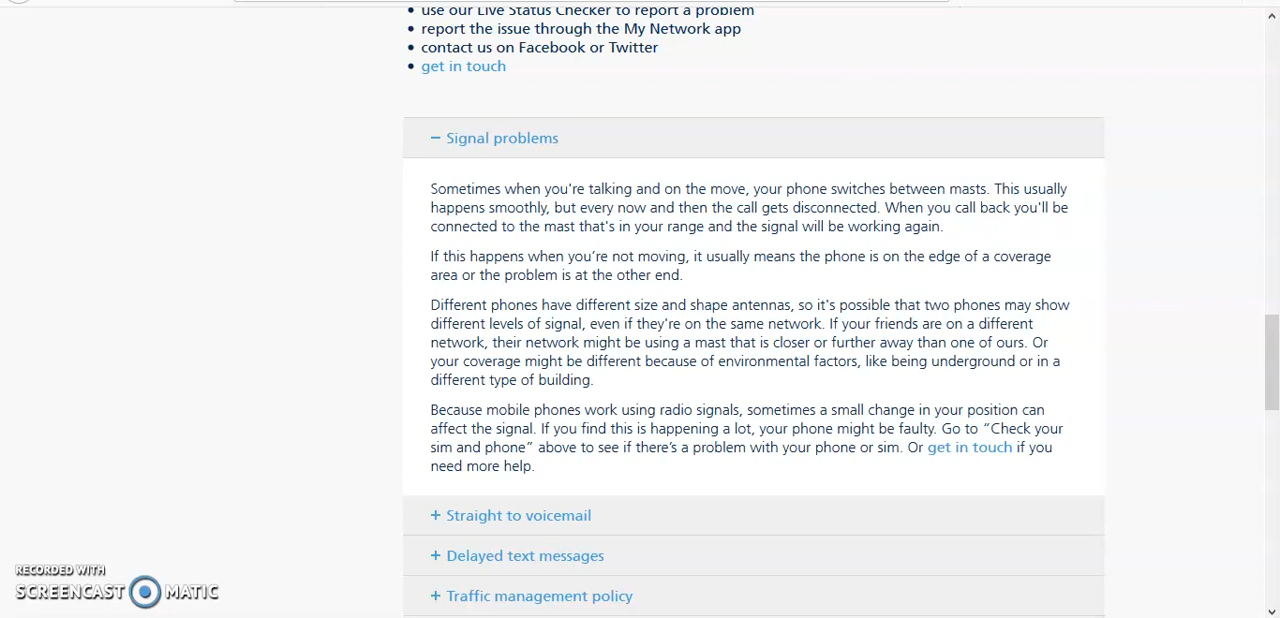 • use our Live Status Checker to report a problem
• report the issue through the My Network app
• contact us on Facebook or Twitter
• get in touch
− Signal problems
Sometimes when you're talking and on the move, your phone switches between masts. This usually
happens smoothly, but every now and then the call gets disconnected. When you call back you'll be
connected to the mast that's in your range and the signal will be working again.
If this happens when you’re not moving, it usually means the phone is on the edge of a coverage
area or the problem is at the other end.
Different phones have different size and shape antennas, so it's possible that two phones may show
different levels of signal, even if they're on the same network. If your friends are on a different
network, their network might be using a mast that is closer or further away than one of ours. Or
your coverage might be different because of environmental factors, like being underground or in a
different type of building.
Because mobile phones work using radio signals, sometimes a small change in your position can
affect the signal. If you find this is happening a lot, your phone might be faulty. Go to “Check your
sim and phone” above to see if there’s a problem with your phone or sim. Or get in touch if you
need more help.
+ Straight to voicemail
+ Delayed text messages
+ Traffic management policy
RECORDED WITH
SCREENCAST MATIC